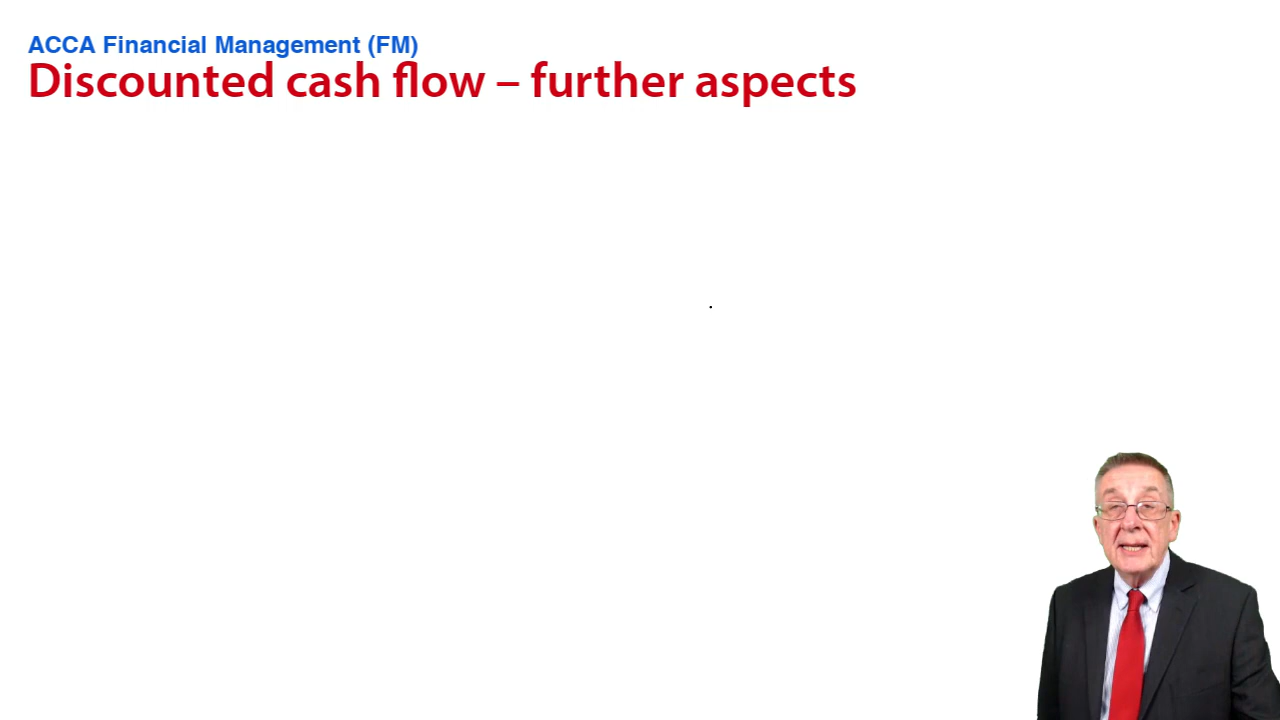 ACCA Financial Management (FM)
Discounted cash flow – further aspects